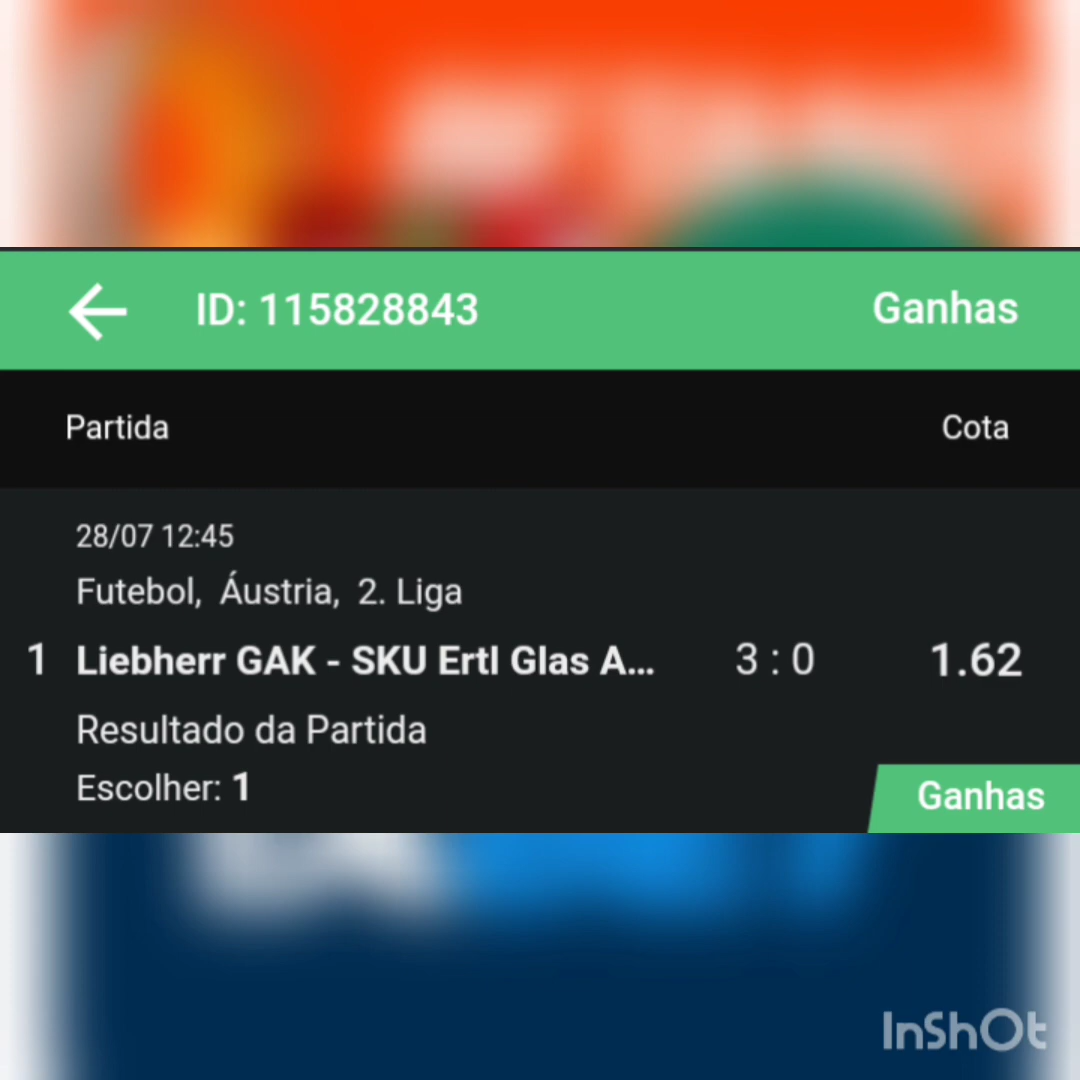 ID: 115828843 Ganhas
Partida Cota
28/07 12:45
Futebol, Áustria, 2. Liga
1 Liebherr GAK - SKU Ertl Glas A... 3 : 0 1.62
Resultado da Partida
Escolher: 1
Ganhas
InShOt